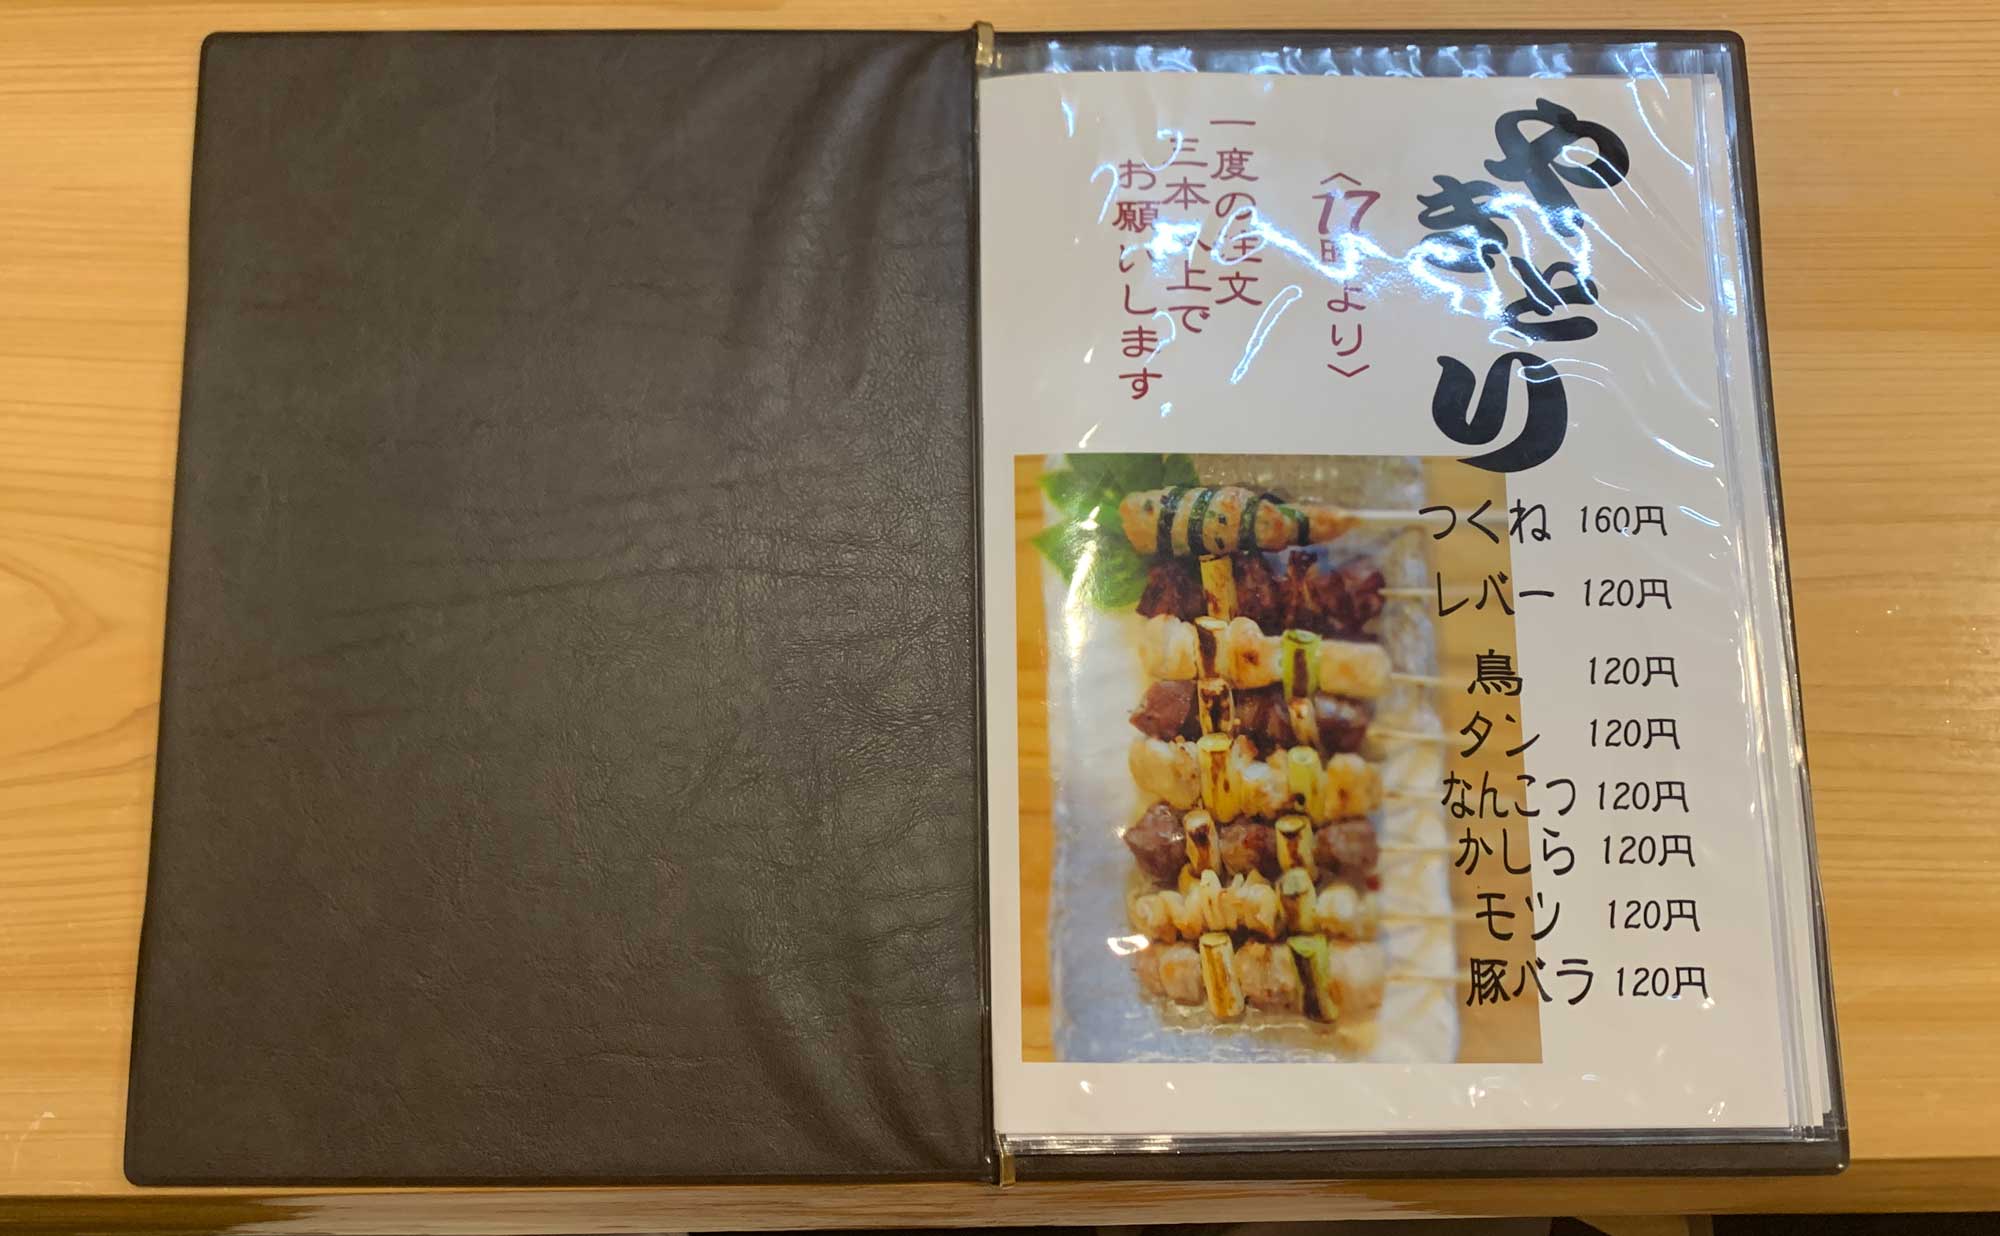 やきとり
〈17時より〉
一度の注文
三本以上で
お願いします
つくね 160円
レバー 120円
鳥 120円
タン 120円
なんこつ 120円
かしら 120円
モツ 120円
豚バラ 120円